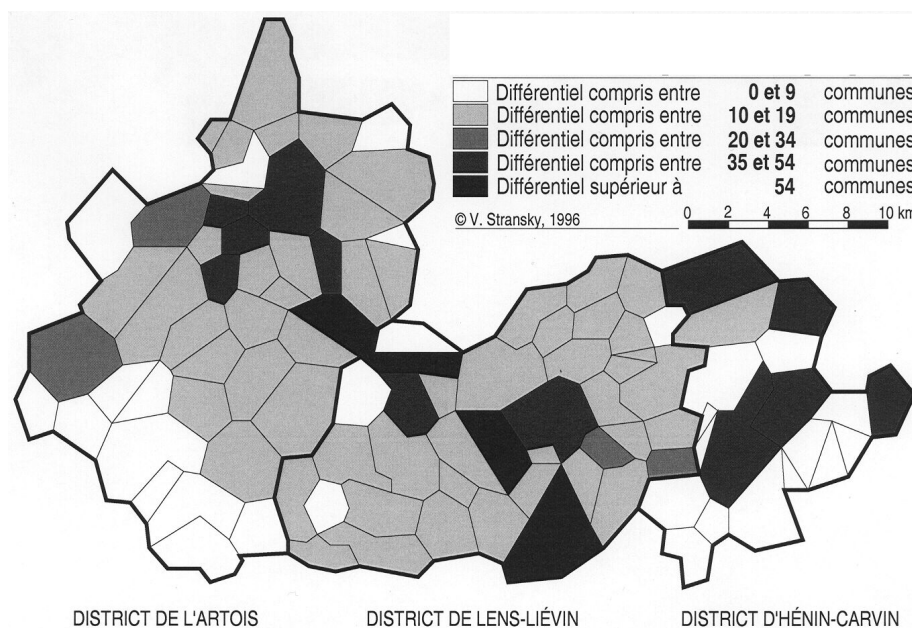 Différentiel compris entre 0 et 9 communes
Différentiel compris entre 10 et 19 communes
Différentiel compris entre 20 et 34 communes
Différentiel compris entre 35 et 54 communes
Différentiel supérieur à 54 communes
© V. Stransky, 1996
0 2 4 6 8 10 km
DISTRICT DE L'ARTOIS DISTRICT DE LENS-LIÉVIN DISTRICT D'HÉNIN-CARVIN